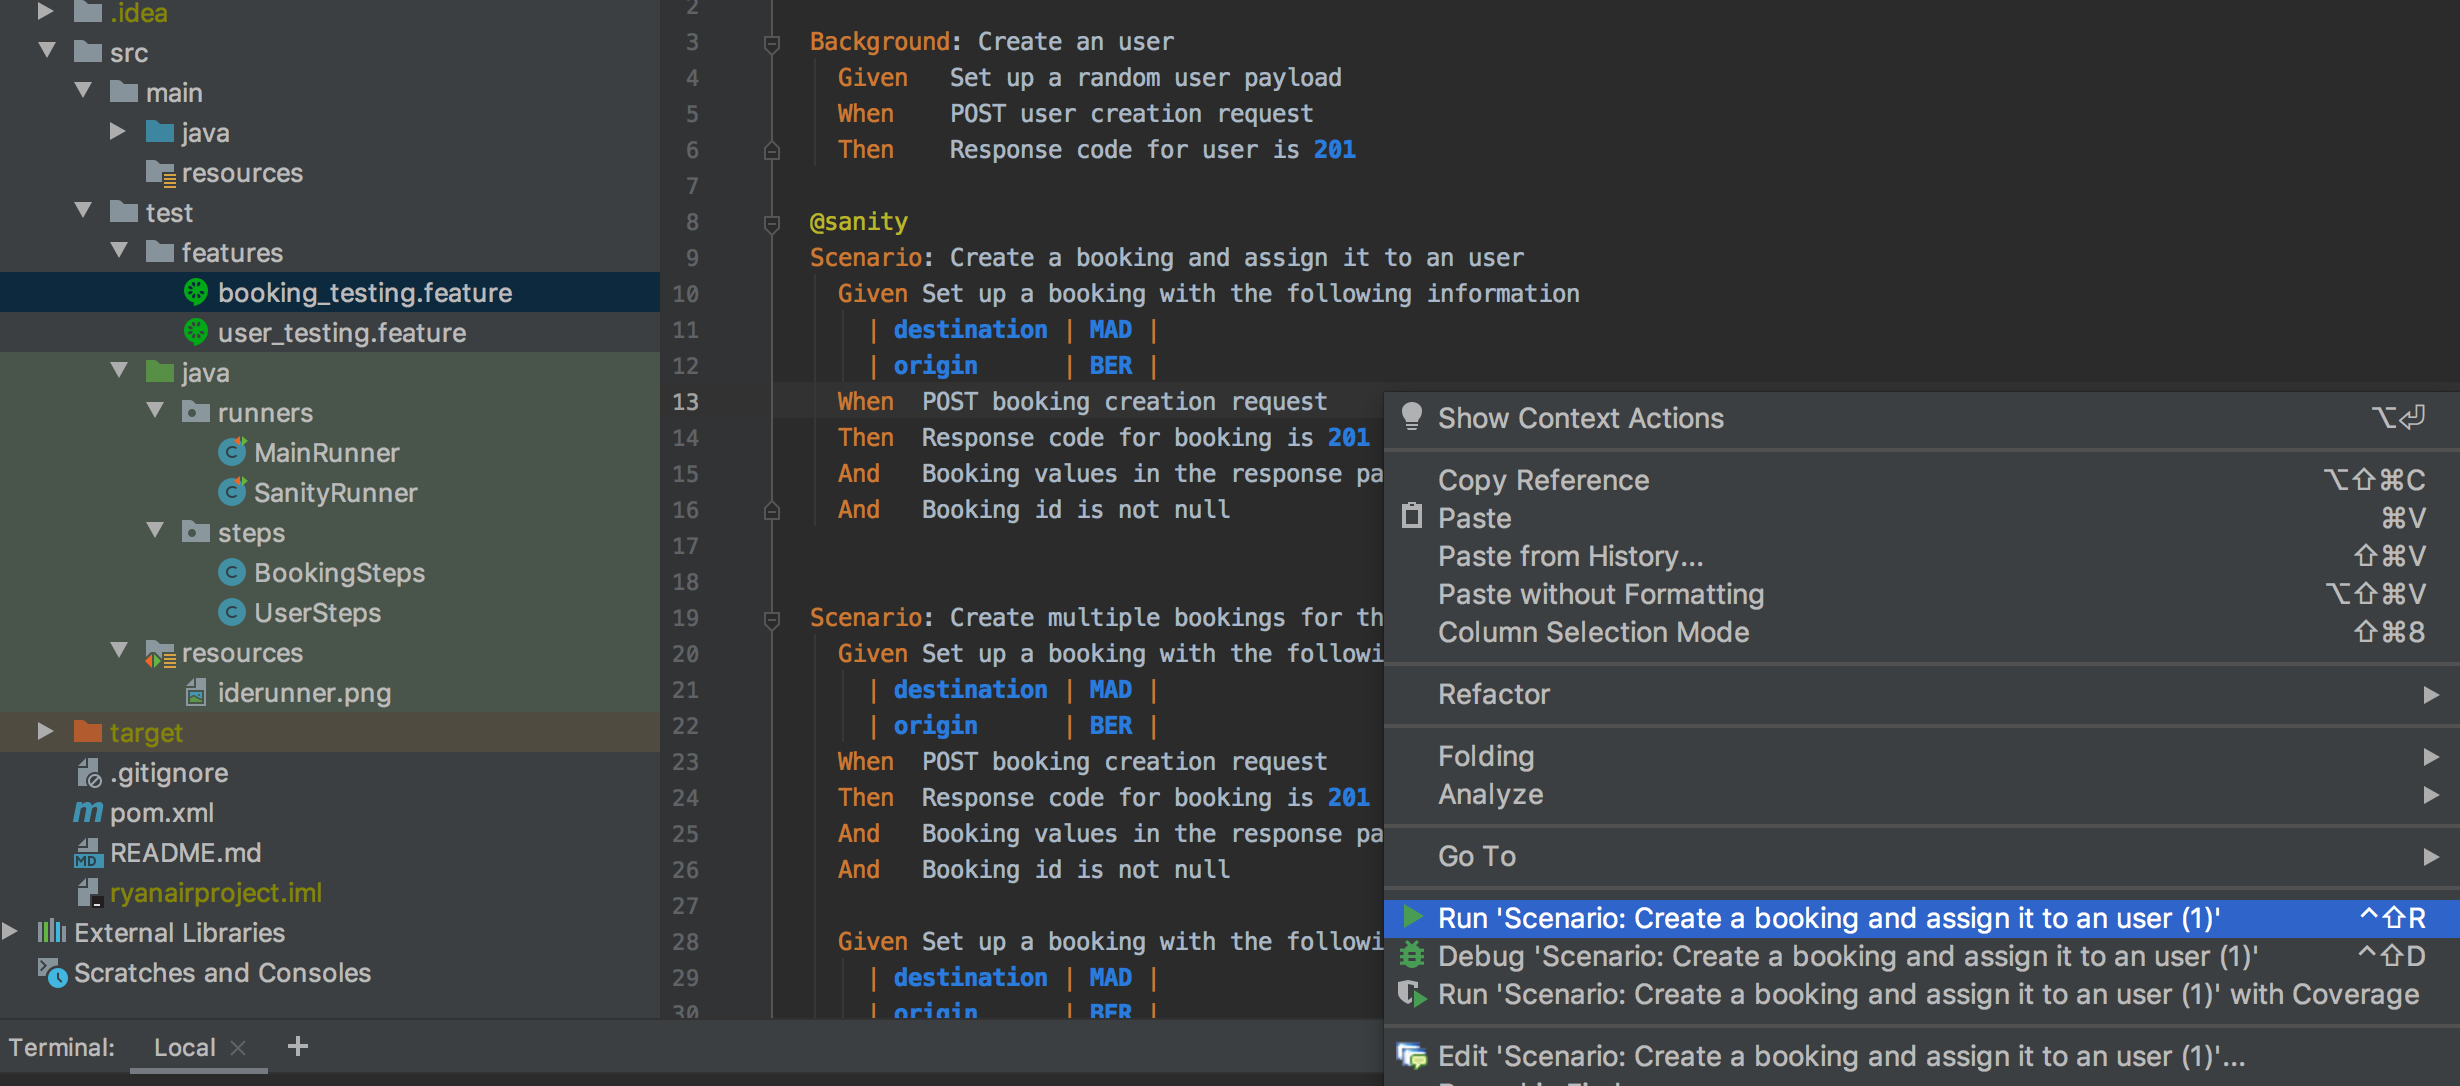 .idea
src
main
java
resources
test
features
booking_testing.feature
user_testing.feature
java
runners
MainRunner
SanityRunner
steps
BookingSteps
UserSteps
resources
iderunner.png
target
.gitignore
pom.xml
README.md
ryanairproject.iml
External Libraries
Scratches and Consoles
2
3 Background: Create an user
4 Given Set up a random user payload
5 When POST user creation request
6 Then Response code for user is 201
7
8 @sanity
9 Scenario: Create a booking and assign it to an user
10 Given Set up a booking with the following information
11 | destination | MAD |
12 | origin | BER |
13 When POST booking creation request
14 Then Response code for booking is 201
15 And Booking values in the response pa
16 And Booking id is not null
17
18
19 Scenario: Create multiple bookings for th
20 Given Set up a booking with the followi
21 | destination | MAD |
22 | origin | BER |
23 When POST booking creation request
24 Then Response code for booking is 201
25 And Booking values in the response pa
26 And Booking id is not null
27
28 Given Set up a booking with the followi
29 | destination | MAD |
30 | origin | BER |
Show Context Actions ⌥⏎
Copy Reference ⌥⇧⌘C
Paste ⌘V
Paste from History... ⇧⌘V
Paste without Formatting ⌥⇧⌘V
Column Selection Mode ⇧⌘8
Refactor
Folding
Analyze
Go To
Run 'Scenario: Create a booking and assign it to an user (1)' ^⇧R
Debug 'Scenario: Create a booking and assign it to an user (1)' ^⇧D
Run 'Scenario: Create a booking and assign it to an user (1)' with Coverage
Edit 'Scenario: Create a booking and assign it to an user (1)'...
Terminal: Local × +